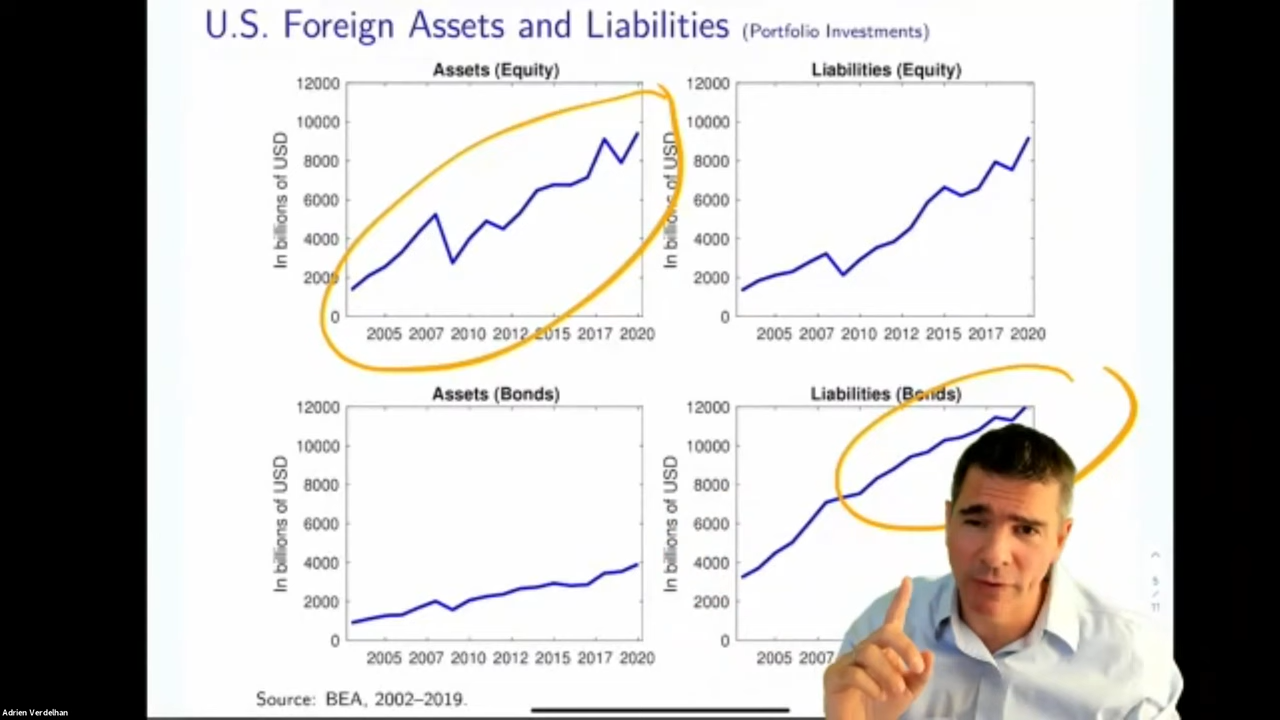 U.S. Foreign Assets and Liabilities (Portfolio Investments)
Assets (Equity)
12000
10000
8000
6000
4000
2000
0
In billions of USD
2005 2007 2010 2012 2015 2017 2020
Liabilities (Equity)
12000
10000
8000
6000
4000
2000
0
In billions of USD
2005 2007 2010 2012 2015 2017 2020
Assets (Bonds)
12000
10000
8000
6000
4000
2000
0
In billions of USD
2005 2007 2010 2012 2015 2017 2020
Liabilities (Bonds)
12000
10000
8000
6000
4000
2000
0
In billions of USD
2005 2007
Source: BEA, 2002–2019.
Adrien Verdelhan